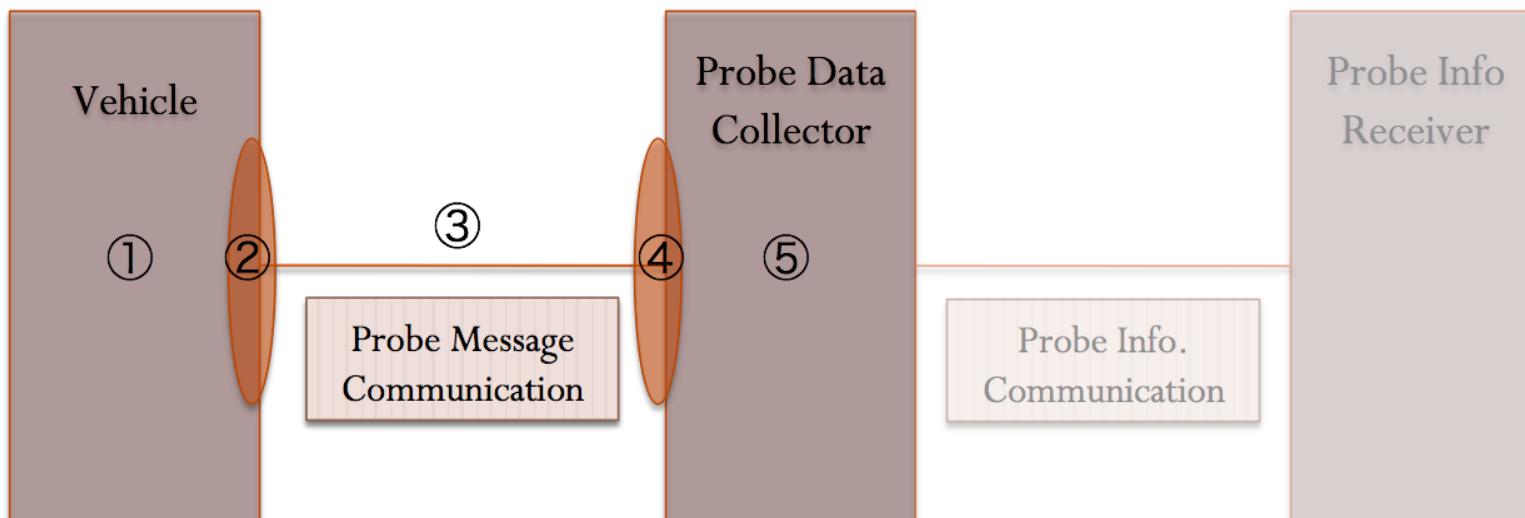 Vehicle
①
②
③
Probe Message
Communication
④
Probe Data
Collector
⑤
Probe Info.
Communication
Probe Info
Receiver